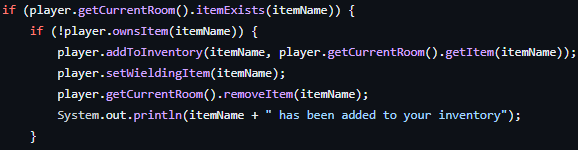 if (player.getCurrentRoom().itemExists(itemName)) {
    if (!player.ownsItem(itemName)) {
        player.addToInventory(itemName, player.getCurrentRoom().getItem(itemName));
        player.setWieldingItem(itemName);
        player.getCurrentRoom().removeItem(itemName);
        System.out.println(itemName + " has been added to your inventory");
    }